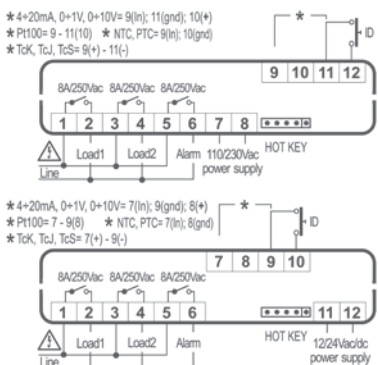 * 4÷20mA, 0÷1V, 0÷10V= 9(In); 11(gnd); 10(+)
* Pt100= 9 - 11(10) * NTC, PTC= 9(In); 10(gnd)
* TcK, TcJ, TcS= 9(+) - 11(-)
* ID
9 10 11 12
8A/250Vac 8A/250Vac 8A/250Vac
1 2 3 4 5 6 7 8
Line Load1 Load2 Alarm 110/230Vac power supply HOT KEY
* 4÷20mA, 0÷1V, 0÷10V= 7(In); 9(gnd); 8(+)
* Pt100= 7 - 9(8) * NTC, PTC= 7(In); 8(gnd)
* TcK, TcJ, TcS= 7(+) - 9(-)
* ID
7 8 9 10
8A/250Vac 8A/250Vac 8A/250Vac
1 2 3 4 5 6 11 12
Line Load1 Load2 Alarm HOT KEY 12/24Vac/dc power supply